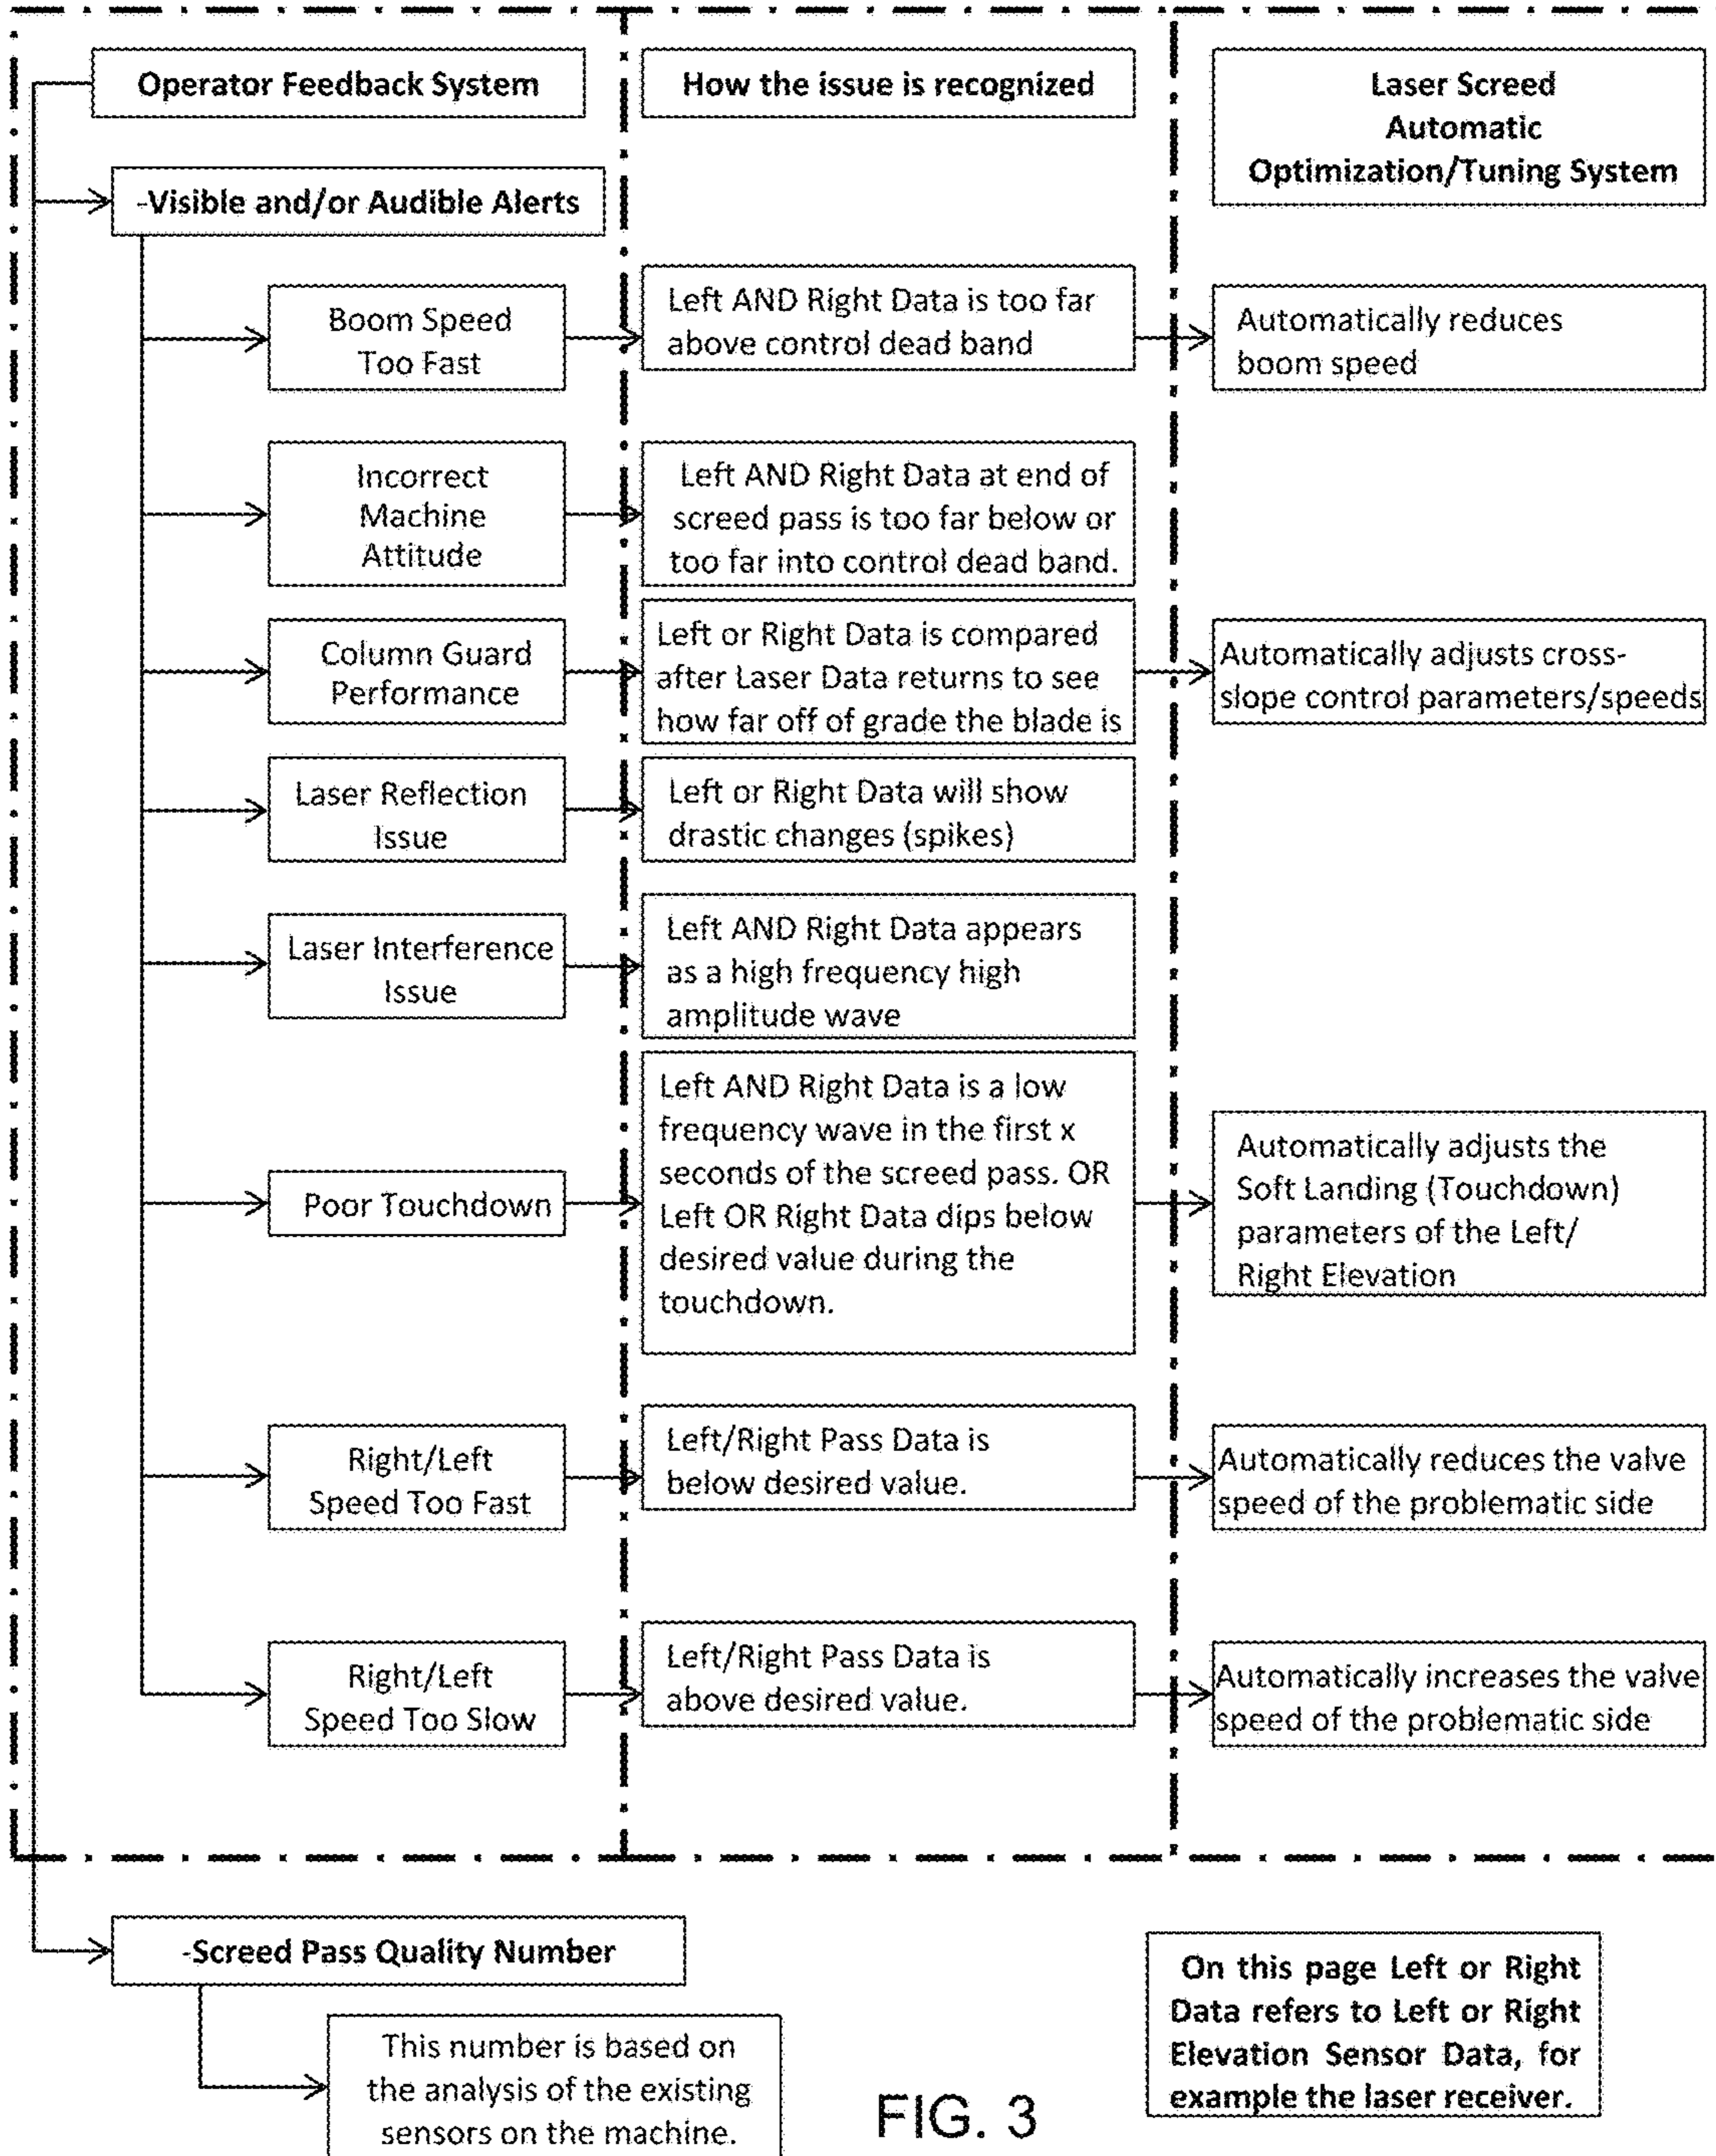 Operator Feedback System
How the issue is recognized
Laser Screed
Automatic
Optimization/Tuning System
-Visible and/or Audible Alerts
Boom Speed
Too Fast
Left AND Right Data is too far
above control dead band
Automatically reduces
boom speed
Incorrect
Machine
Attitude
Left AND Right Data at end of
screed pass is too far below or
too far into control dead band.
Column Guard
Performance
Left or Right Data is compared
after Laser Data returns to see
how far off of grade the blade is
Automatically adjusts cross-
slope control parameters/speeds
Laser Reflection
Issue
Left or Right Data will show
drastic changes (spikes)
Laser Interference
Issue
Left AND Right Data appears
as a high frequency high
amplitude wave
Poor Touchdown
Left AND Right Data is a low
frequency wave in the first x
seconds of the screed pass. OR
Left OR Right Data dips below
desired value during the
touchdown.
Automatically adjusts the
Soft Landing (Touchdown)
parameters of the Left/
Right Elevation
Right/Left
Speed Too Fast
Left/Right Pass Data is
below desired value.
Automatically reduces the valve
speed of the problematic side
Right/Left
Speed Too Slow
Left/Right Pass Data is
above desired value.
Automatically increases the valve
speed of the problematic side
-Screed Pass Quality Number
This number is based on
the analysis of the existing
sensors on the machine.
On this page Left or Right
Data refers to Left or Right
Elevation Sensor Data, for
example the laser receiver.
FIG. 3